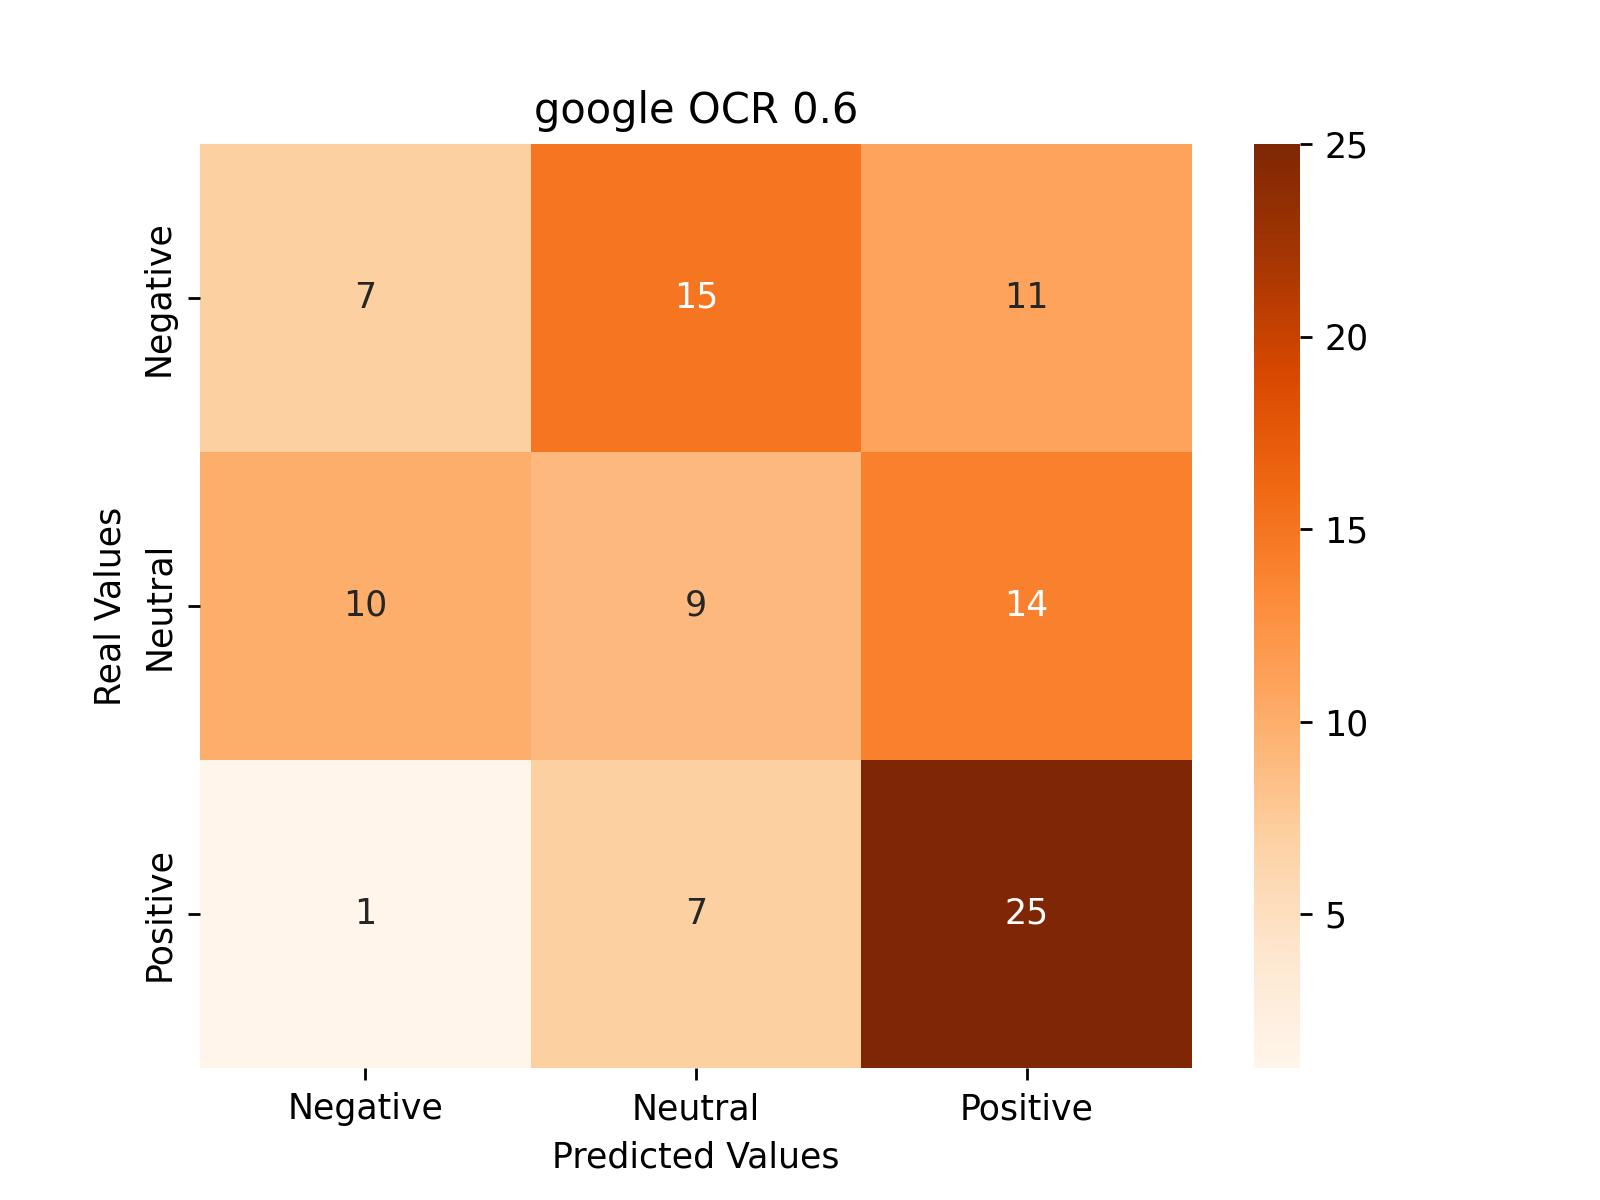 google OCR 0.6
25
20
15
10
5
Real Values
Negative
Neutral
Positive
7 15 11
10 9 14
1 7 25
Negative Neutral Positive
Predicted Values